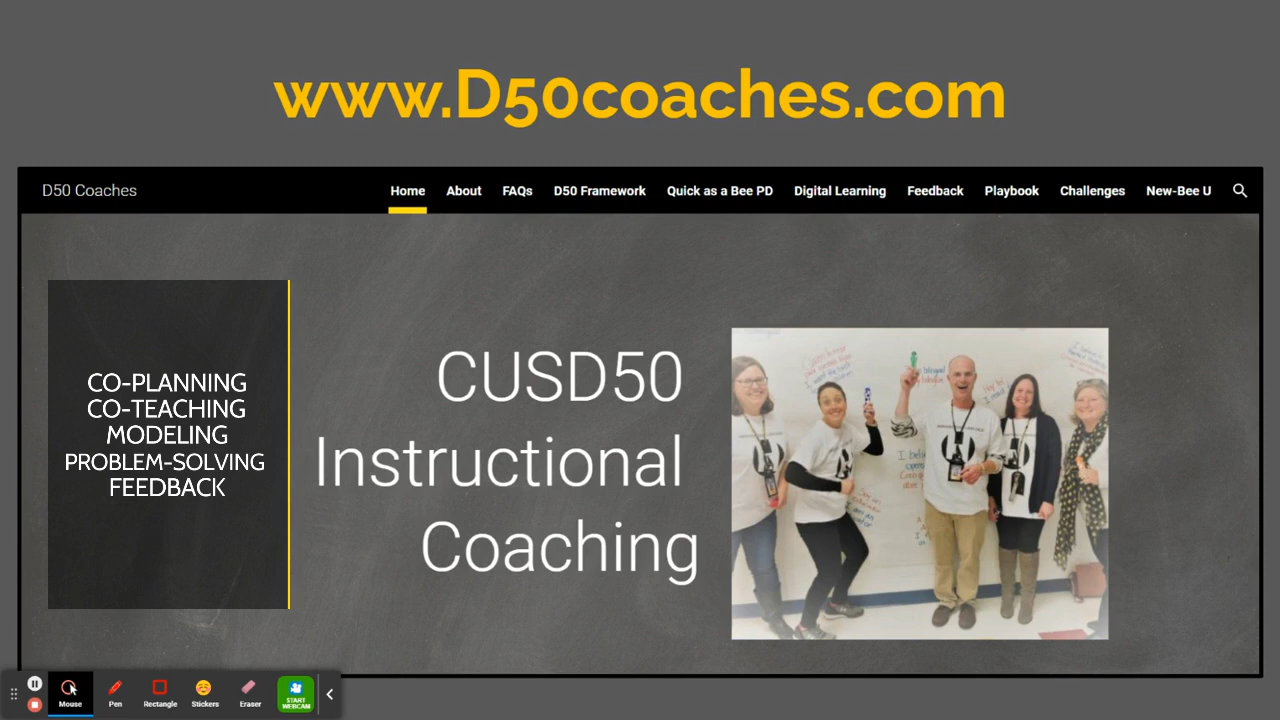 www.D50coaches.com
D50 Coaches
Home About FAQs D50 Framework Quick as a Bee PD Digital Learning Feedback Playbook Challenges New-Bee U
CO-PLANNING
CO-TEACHING
MODELING
PROBLEM-SOLVING
FEEDBACK
CUSD50
Instructional
Coaching
Mouse Pen Rectangle Stickers Eraser START
WEBCAM